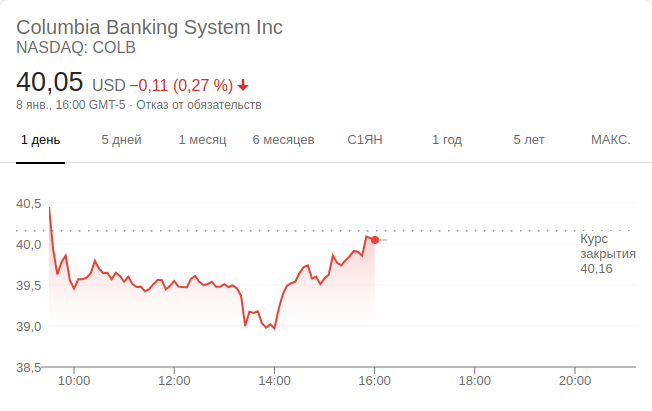 Columbia Banking System Inc
NASDAQ: COLB
40,05 USD −0,11 (0,27 %)
8 янв., 16:00 GMT-5 · Отказ от обязательств
1 день 5 дней 1 месяц 6 месяцев С1ЯН 1 год 5 лет МАКС.
40,5
40,0
39,5
39,0
38,5
Курс
закрытия
40,16
10:00 12:00 14:00 16:00 18:00 20:00